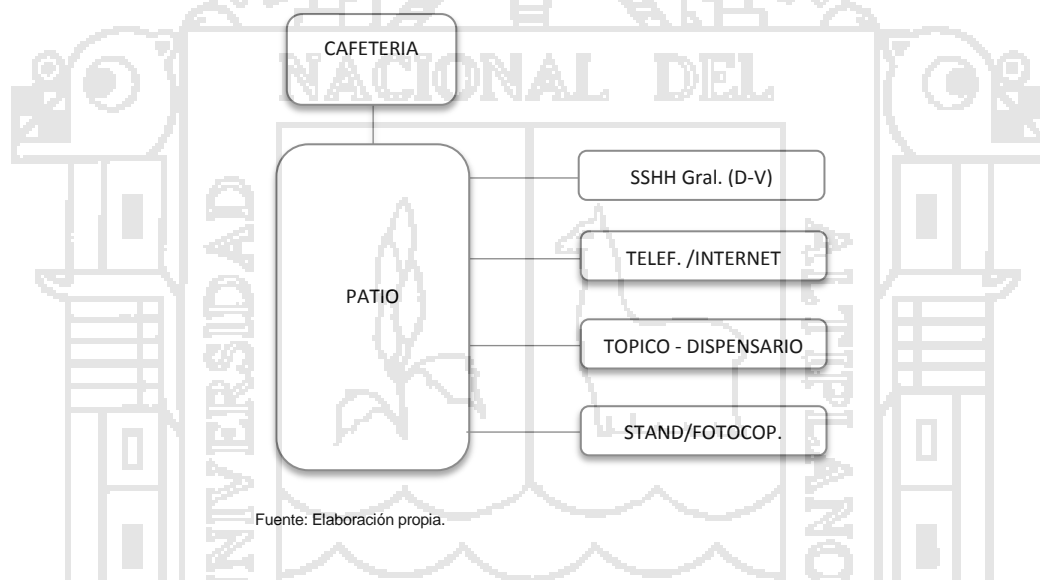 CAFETERIA
NACIONAL DEL
SSHH Gral. (D-V)
TELEF. /INTERNET
PATIO
TOPICO - DISPENSARIO
STAND/FOTOCOP.
Fuente: Elaboración propia.